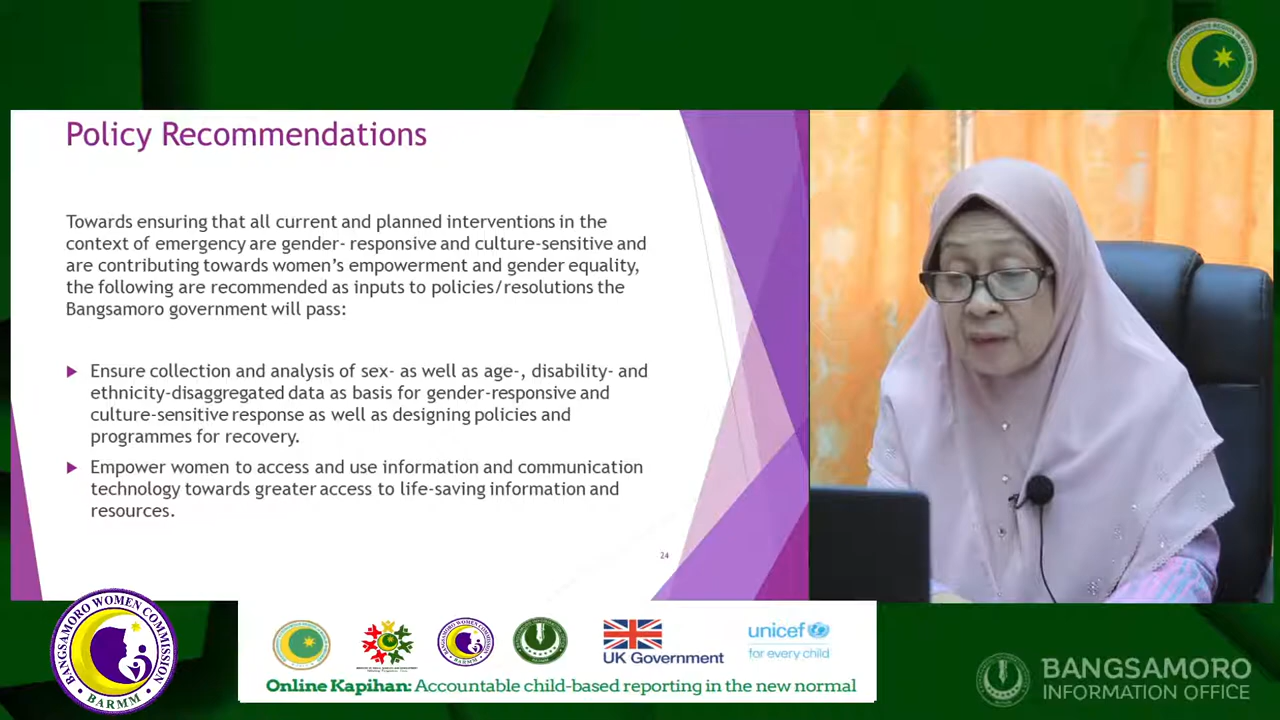 Policy Recommendations
Towards ensuring that all current and planned interventions in the
context of emergency are gender- responsive and culture-sensitive and
are contributing towards women's empowerment and gender equality,
the following are recommended as inputs to policies/resolutions the
Bangsamoro government will pass:
Ensure collection and analysis of sex- as well as age-, disability- and
ethnicity-disaggregated data as basis for gender-responsive and
culture-sensitive response as well as designing policies and
programmes for recovery.
Empower women to access and use information and communication
technology towards greater access to life-saving information and
resources.
24
BANGSAMORO WOMEN COMMISSION
BARMM
BANGSAMORO WOMEN COMMISSION
BARMM
UK Government
unicef
for every child
Online Kapihan: Accountable child-based reporting in the new normal
BANGSAMORO
INFORMATION OFFICE